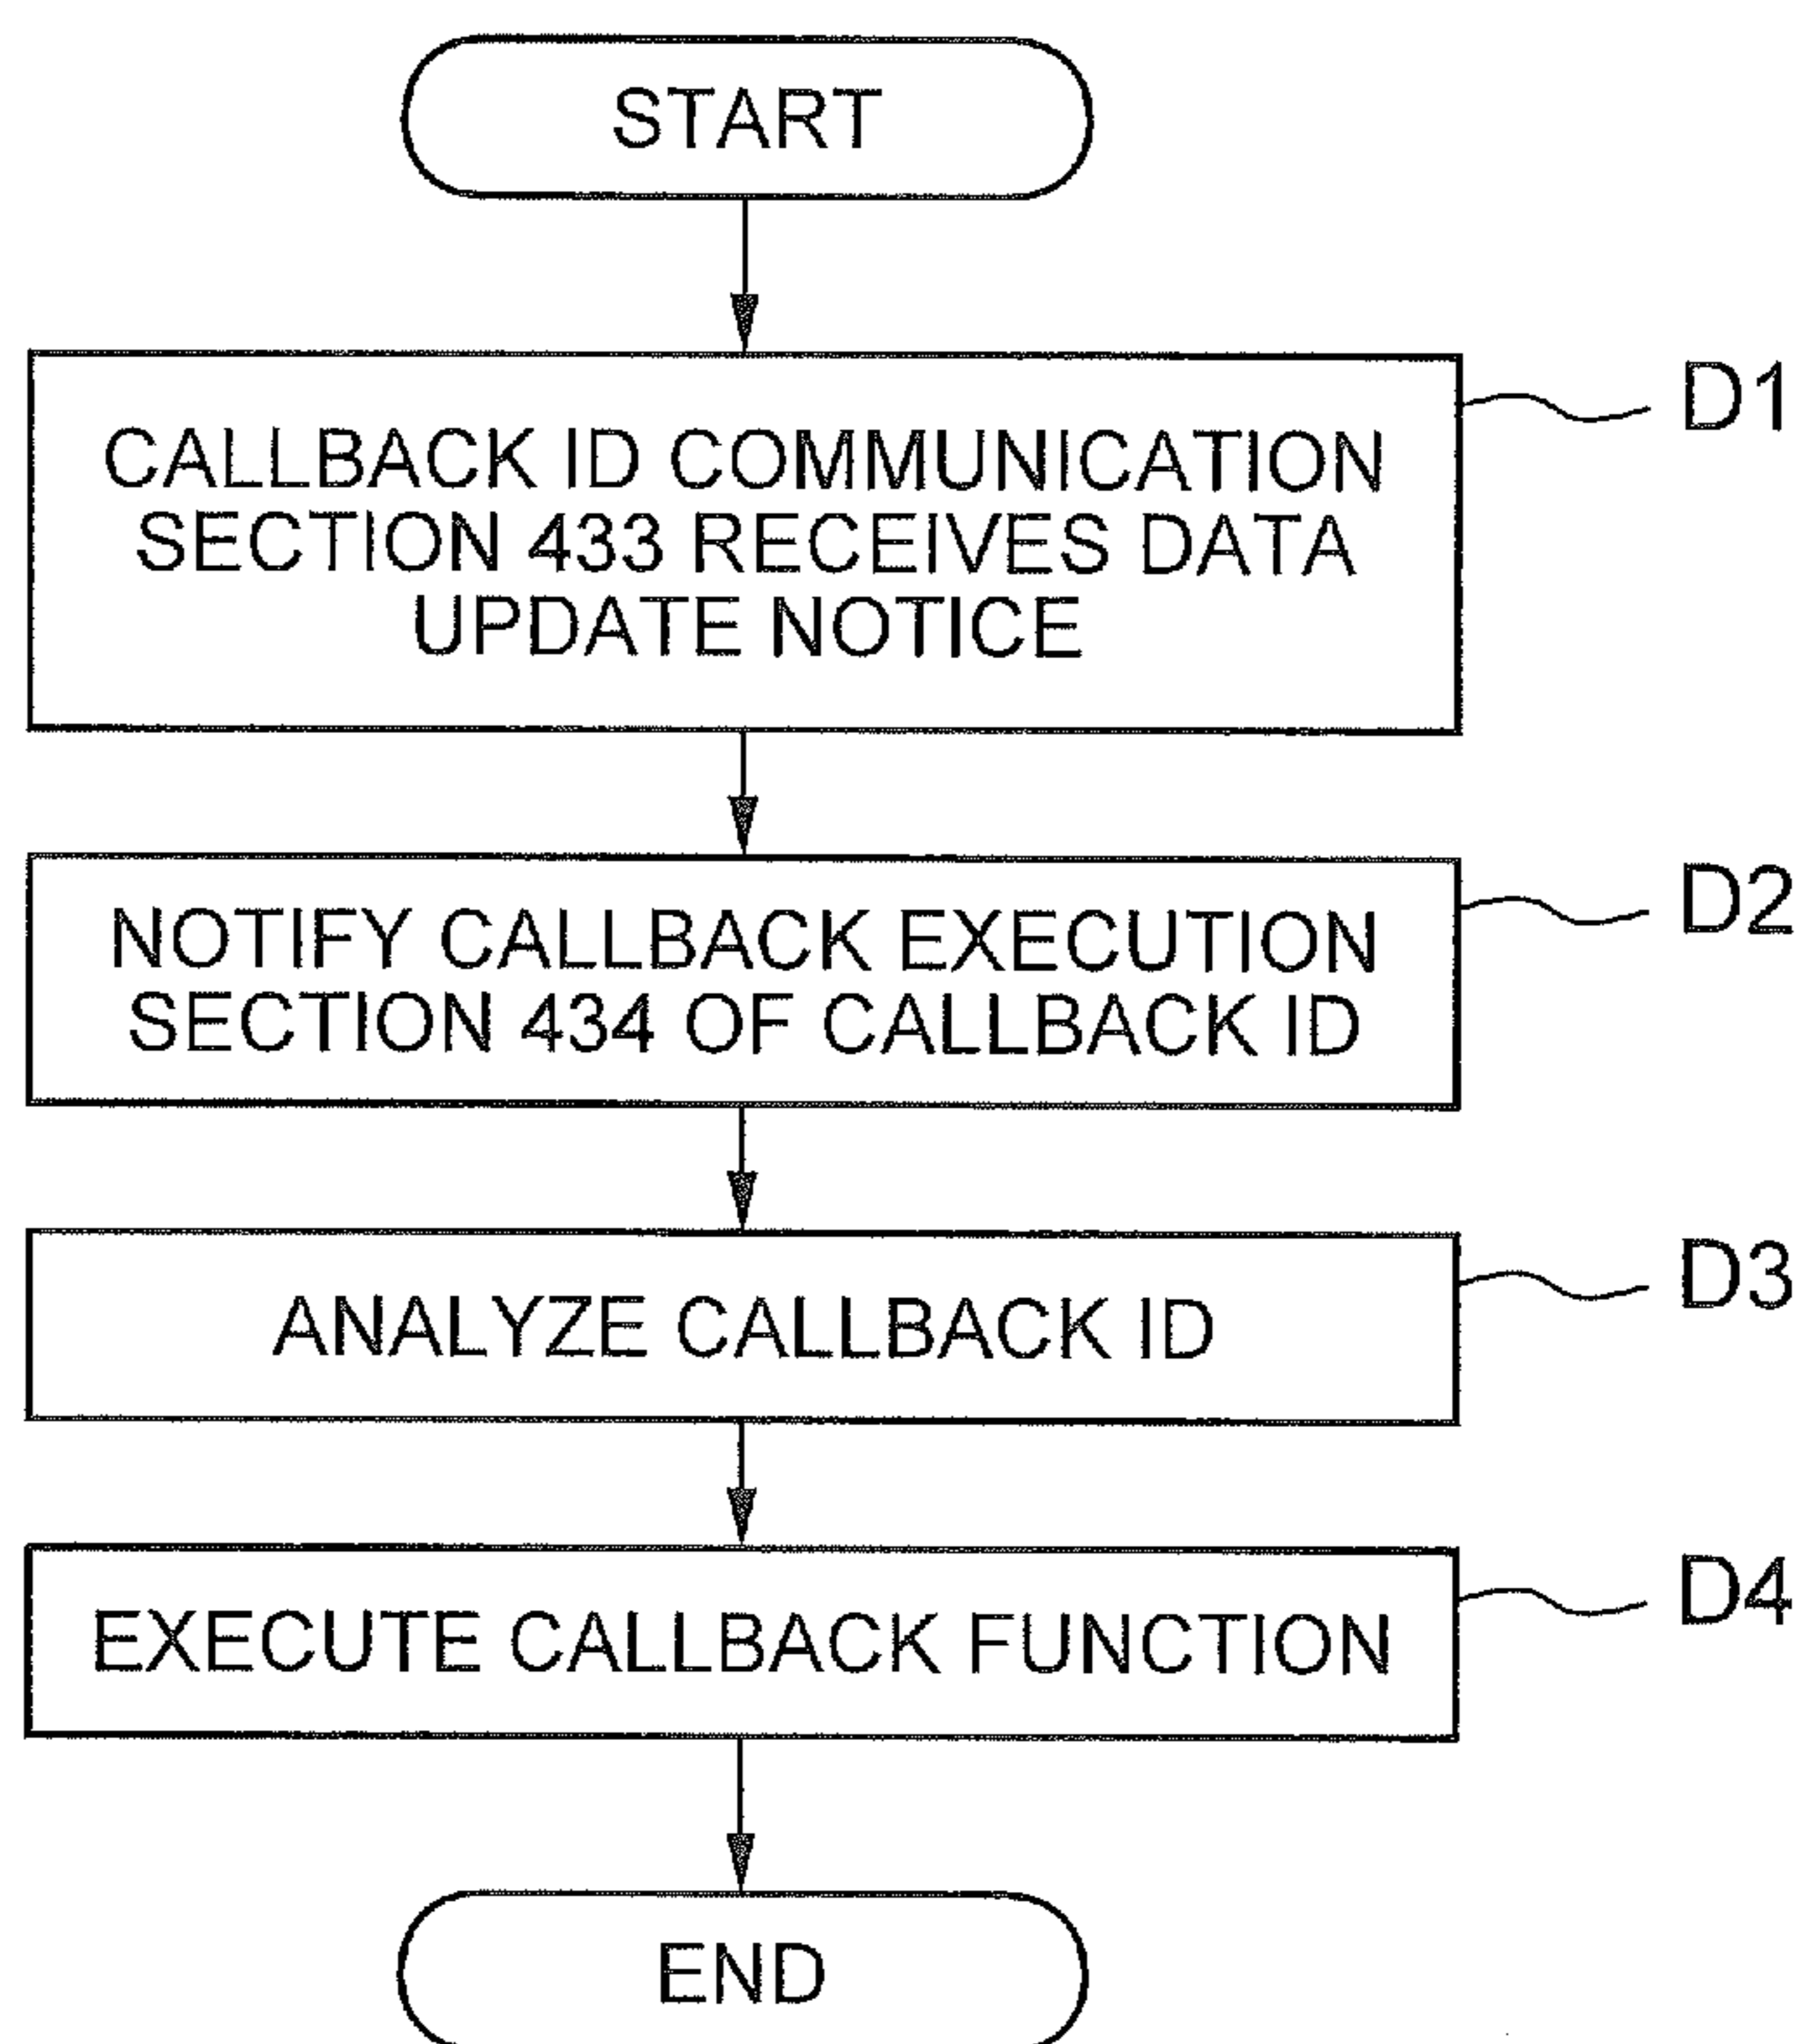 START
CALLBACK ID COMMUNICATION
SECTION 433 RECEIVES DATA
UPDATE NOTICE
D1
NOTIFY CALLBACK EXECUTION
SECTION 434 OF CALLBACK ID
D2
ANALYZE CALLBACK ID
D3
EXECUTE CALLBACK FUNCTION
D4
END